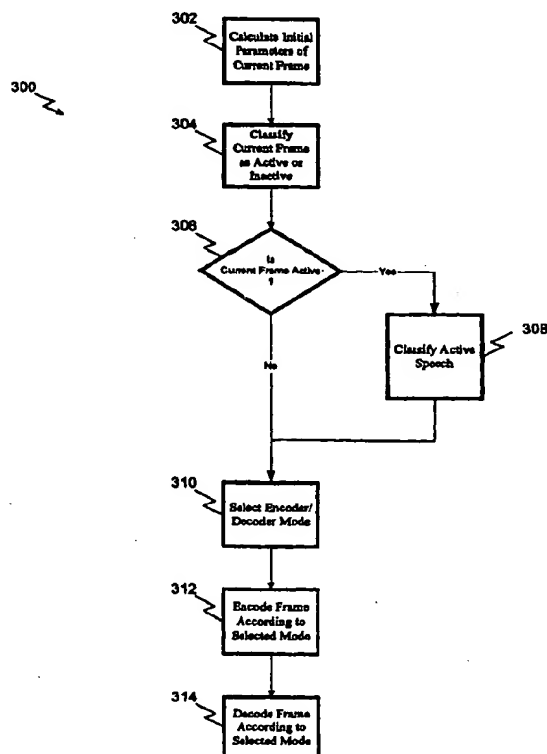 302
Calculate Initial
Parameters of
Current Frame
300
304
Classify
Current Frame
as Active or
Inactive
306
Is
Current Frame Active
?
Yes
308
Classify Active
Speech
No
310
Select Encoder/
Decoder Mode
312
Encode Frame
According to
Selected Mode
314
Decode Frame
According to
Selected Mode